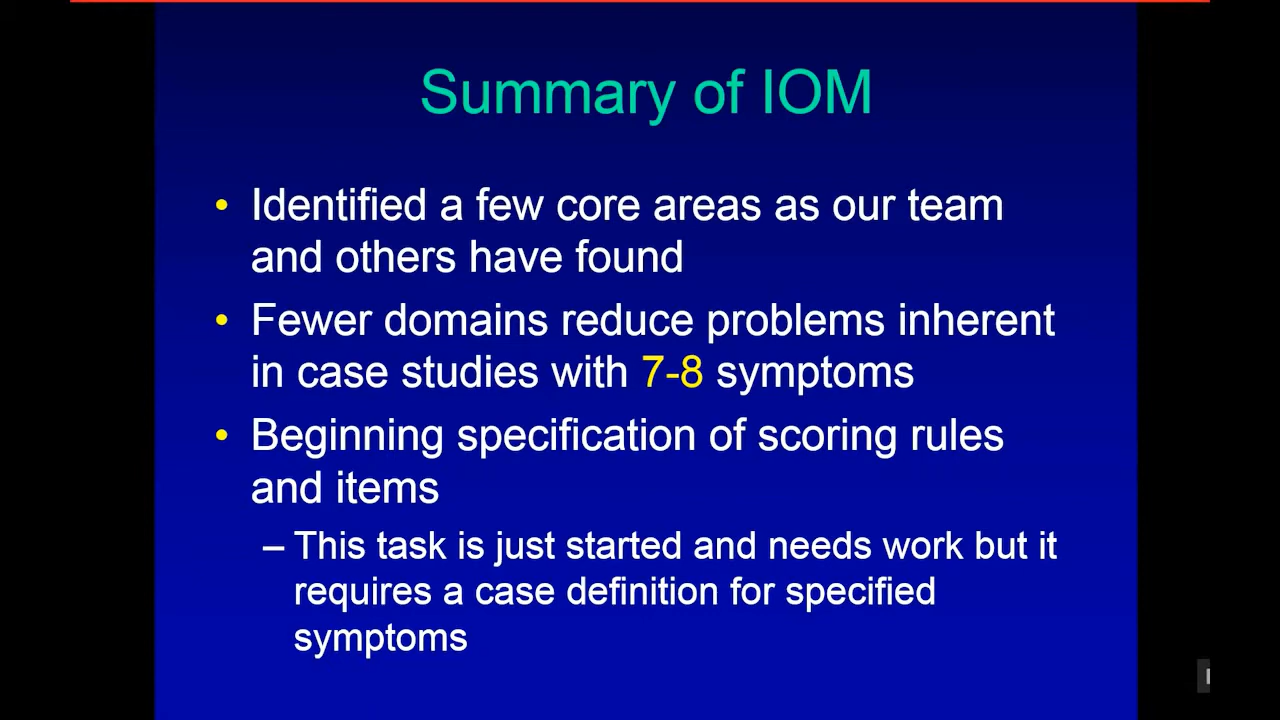 Summary of IOM
• Identified a few core areas as our team
and others have found
• Fewer domains reduce problems inherent
in case studies with 7-8 symptoms
• Beginning specification of scoring rules
and items
– This task is just started and needs work but it
requires a case definition for specified
symptoms